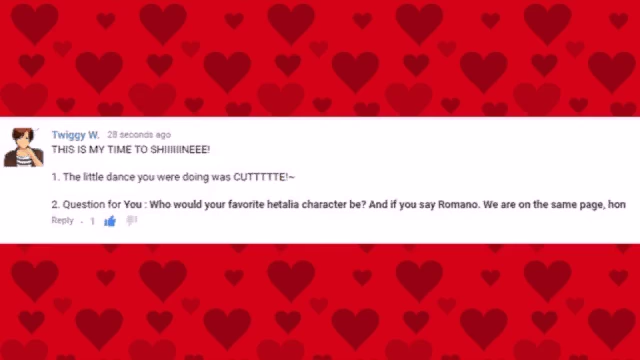 Twiggy W. 28 seconds ago
THIS IS MY TIME TO SHIIIIINEEE!
1. The little dance you were doing was CUTTTTTE!~
2. Question for You : Who would your favorite hetalia character be? And if you say Romano. We are on the same page, hon
Reply · 1